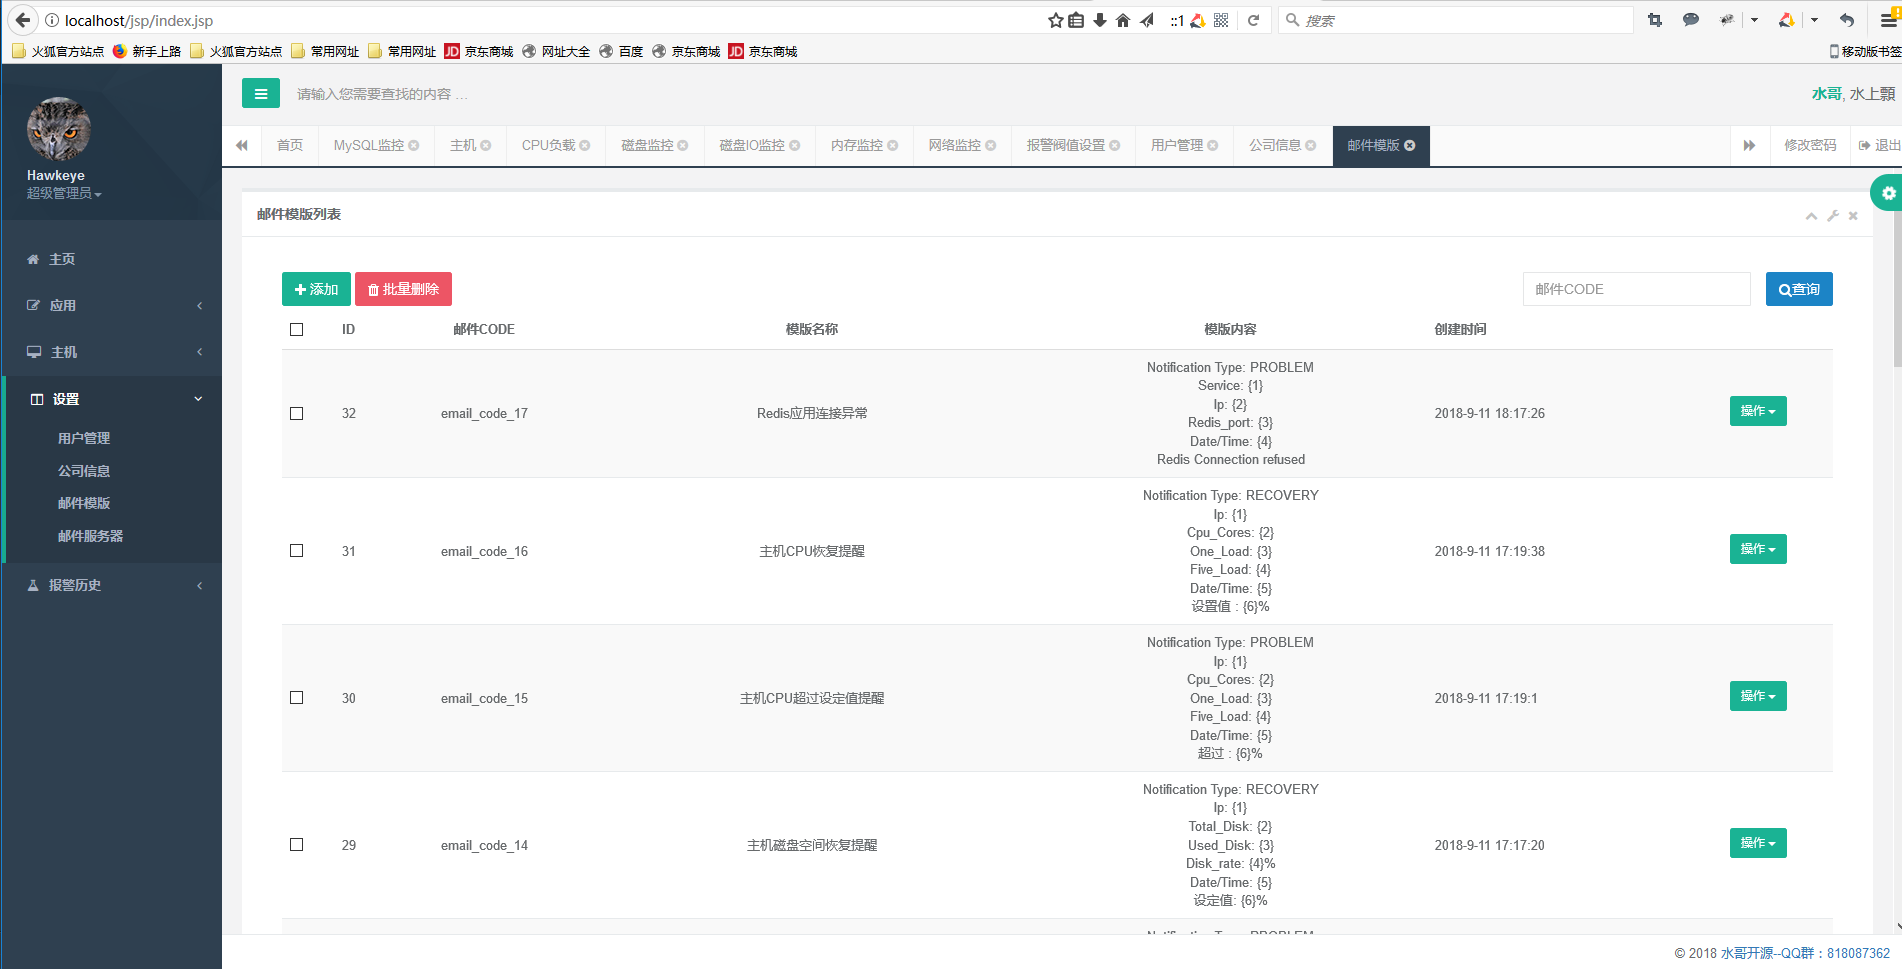 localhost/jsp/index.jsp
::1
搜索
火狐官方站点 新手上路 火狐官方站点 常用网址 常用网址 JD 京东商城 网址大全 百度 京东商城 JD 京东商城 移动版书签
请输入您需要查找的内容 …
水哥, 水上顥
Hawkeye
超级管理员
首页 MySQL监控 主机 CPU负载 磁盘监控 磁盘IO监控 内存监控 网络监控 报警阀值设置 用户管理 公司信息 邮件模版 修改密码 退出
主页
应用
主机
设置
用户管理
公司信息
邮件模版
邮件服务器
报警历史
邮件模版列表
添加 批量删除 邮件CODE 查询
ID 邮件CODE 模版名称 模版内容 创建时间
32 email_code_17 Redis应用连接异常
Notification Type: PROBLEM
Service: {1}
Ip: {2}
Redis_port: {3}
Date/Time: {4}
Redis Connection refused
2018-9-11 18:17:26 操作
31 email_code_16 主机CPU恢复提醒
Notification Type: RECOVERY
Ip: {1}
Cpu_Cores: {2}
One_Load: {3}
Five_Load: {4}
Date/Time: {5}
设置值 : {6}%
2018-9-11 17:19:38 操作
30 email_code_15 主机CPU超过设定值提醒
Notification Type: PROBLEM
Ip: {1}
Cpu_Cores: {2}
One_Load: {3}
Five_Load: {4}
Date/Time: {5}
超过 : {6}%
2018-9-11 17:19:1 操作
29 email_code_14 主机磁盘空间恢复提醒
Notification Type: RECOVERY
Ip: {1}
Total_Disk: {2}
Used_Disk: {3}
Disk_rate: {4}%
Date/Time: {5}
设定值: {6}%
2018-9-11 17:17:20 操作
Notification Type: PROBLEM
© 2018 水哥开源--QQ群：818087362